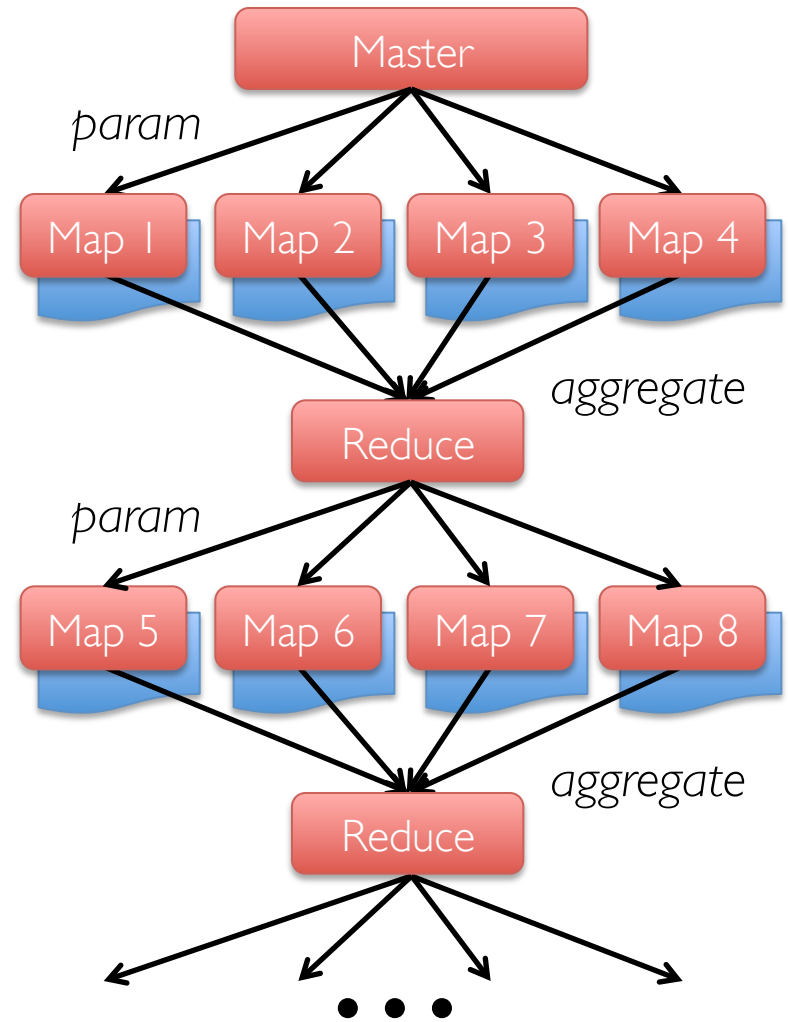 Master
param
Map 1
Map 2
Map 3
Map 4
aggregate
Reduce
param
Map 5
Map 6
Map 7
Map 8
aggregate
Reduce